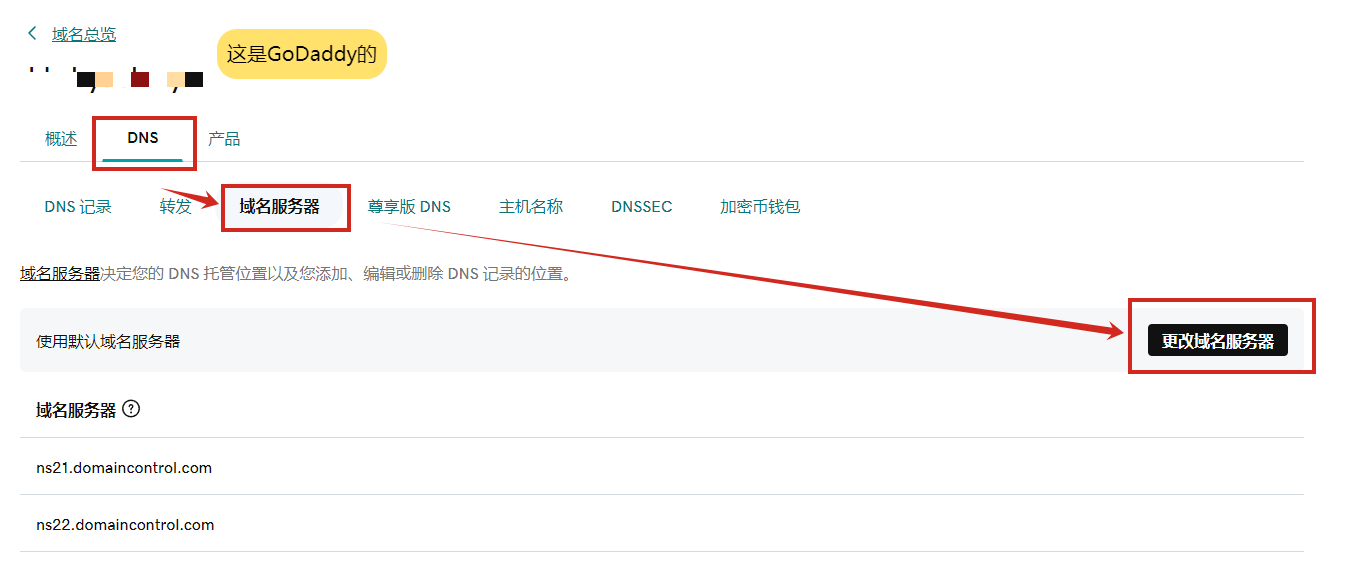 域名总览
这是GoDaddy的
概述
DNS
产品
DNS 记录
转发
域名服务器
尊享版 DNS
主机名称
DNSSEC
加密币钱包
域名服务器决定您的 DNS 托管位置以及您添加、编辑或删除 DNS 记录的位置。
使用默认域名服务器
更改域名服务器
域名服务器 ?
ns21.domaincontrol.com
ns22.domaincontrol.com